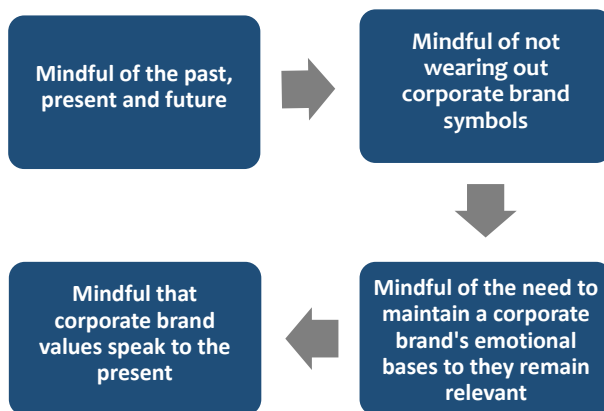 Mindful of the past,
present and future
Mindful of not
wearing out
corporate brand
symbols
Mindful of the need to
maintain a corporate
brand's emotional
bases to they remain
relevant
Mindful that
corporate brand
values speak to the
present